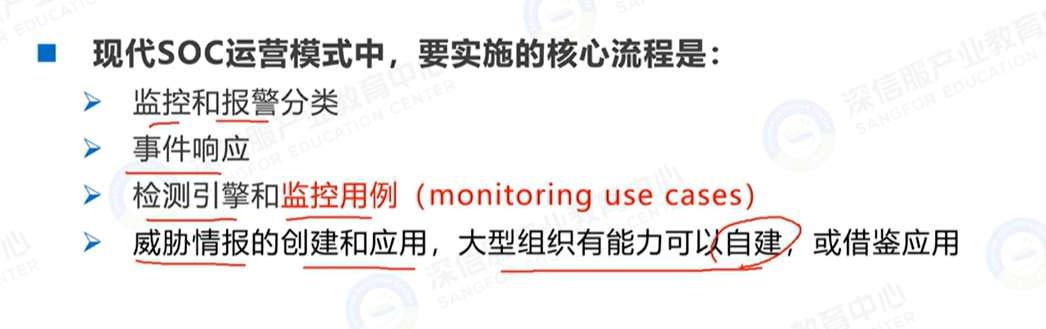 现代SOC运营模式中，要实施的核心流程是：
监控和报警分类
事件响应
检测引擎和监控用例（monitoring use cases）
威胁情报的创建和应用，大型组织有能力可以自建，或借鉴应用
深信服产业教育中心
SANGFOR EDUCATION CENTER